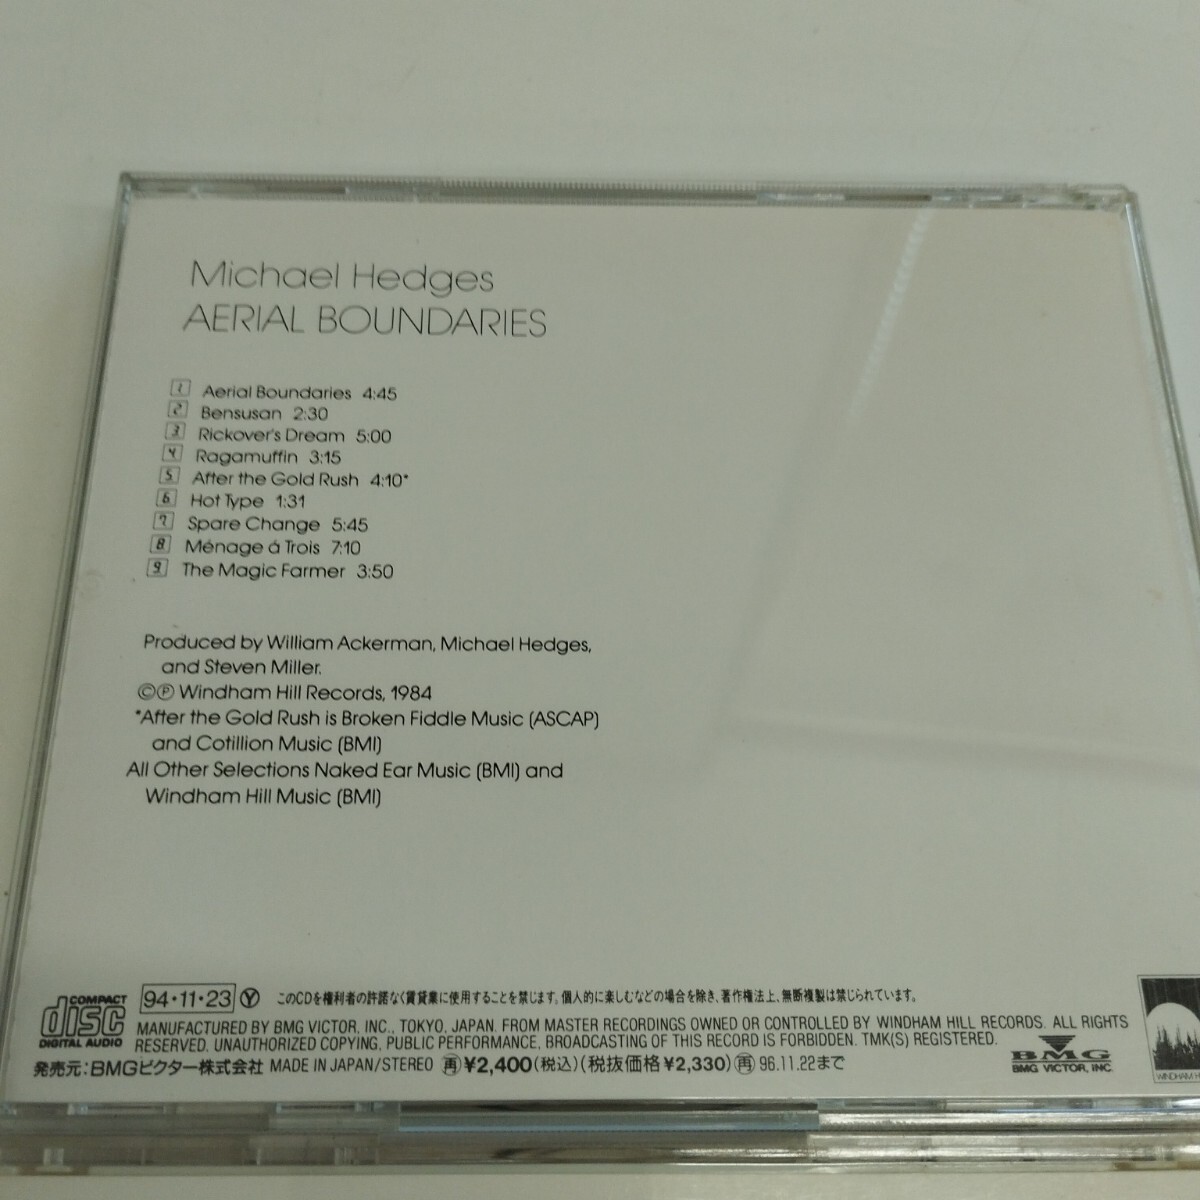 Michael Hedges
AERIAL BOUNDARIES
1 Aerial Boundaries 4:45
2 Bensusan 2:30
3 Rickover's Dream 5:00
4 Ragamuffin 3:15
5 After the Gold Rush 4:10*
6 Hot Type 1:31
7 Spare Change 5:45
8 Ménage á Trois 7:10
9 The Magic Farmer 3:50
Produced by William Ackerman, Michael Hedges,
and Steven Miller.
©℗ Windham Hill Records, 1984
*After the Gold Rush is Broken Fiddle Music (ASCAP)
and Cotillion Music (BMI)
All Other Selections Naked Ear Music (BMI) and
Windham Hill Music (BMI)
COMPACT
disc
DIGITAL AUDIO
94・11・23 Ⓨ このCDを権利者の許諾なく賃貸業に使用することを禁じます。個人的に楽しむなどの場合を除き、著作権法上、無断複製は禁じられています。
MANUFACTURED BY BMG VICTOR, INC., TOKYO, JAPAN. FROM MASTER RECORDINGS OWNED OR CONTROLLED BY WINDHAM HILL RECORDS. ALL RIGHTS
RESERVED. UNAUTHORIZED COPYING, PUBLIC PERFORMANCE, BROADCASTING OF THIS RECORD IS FORBIDDEN. TMK(S) REGISTERED.
発売元：BMGビクター株式会社 MADE IN JAPAN/STEREO 再¥2,400(税込)(税抜価格¥2,330)再96.11.22まで
BMG
BMG VICTOR, INC.
WINDHAM H